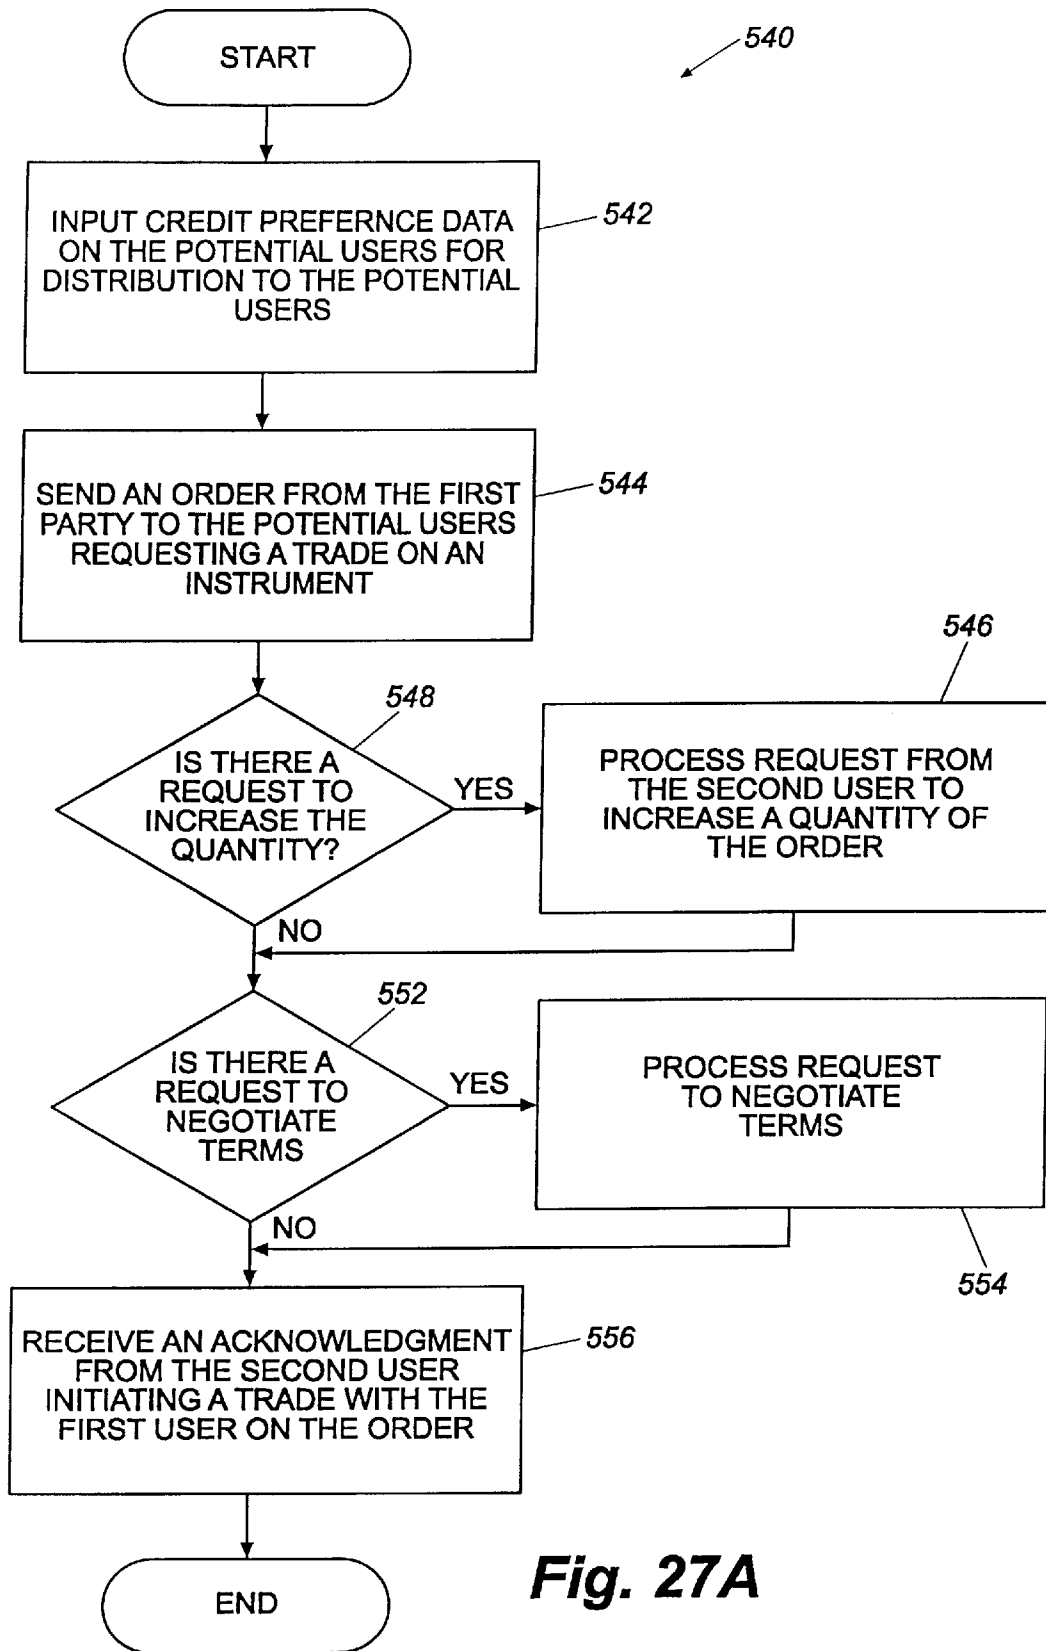 START
540
INPUT CREDIT PREFERNCE DATA
ON THE POTENTIAL USERS FOR
DISTRIBUTION TO THE POTENTIAL
USERS
542
SEND AN ORDER FROM THE FIRST
PARTY TO THE POTENTIAL USERS
REQUESTING A TRADE ON AN
INSTRUMENT
544
546
548
IS THERE A
REQUEST TO
INCREASE THE
QUANTITY?
YES
PROCESS REQUEST FROM
THE SECOND USER TO
INCREASE A QUANTITY OF
THE ORDER
NO
552
IS THERE A
REQUEST TO
NEGOTIATE
TERMS
YES
PROCESS REQUEST
TO NEGOTIATE
TERMS
NO
554
RECEIVE AN ACKNOWLEDGMENT
FROM THE SECOND USER
INITIATING A TRADE WITH THE
FIRST USER ON THE ORDER
556
END
Fig. 27A